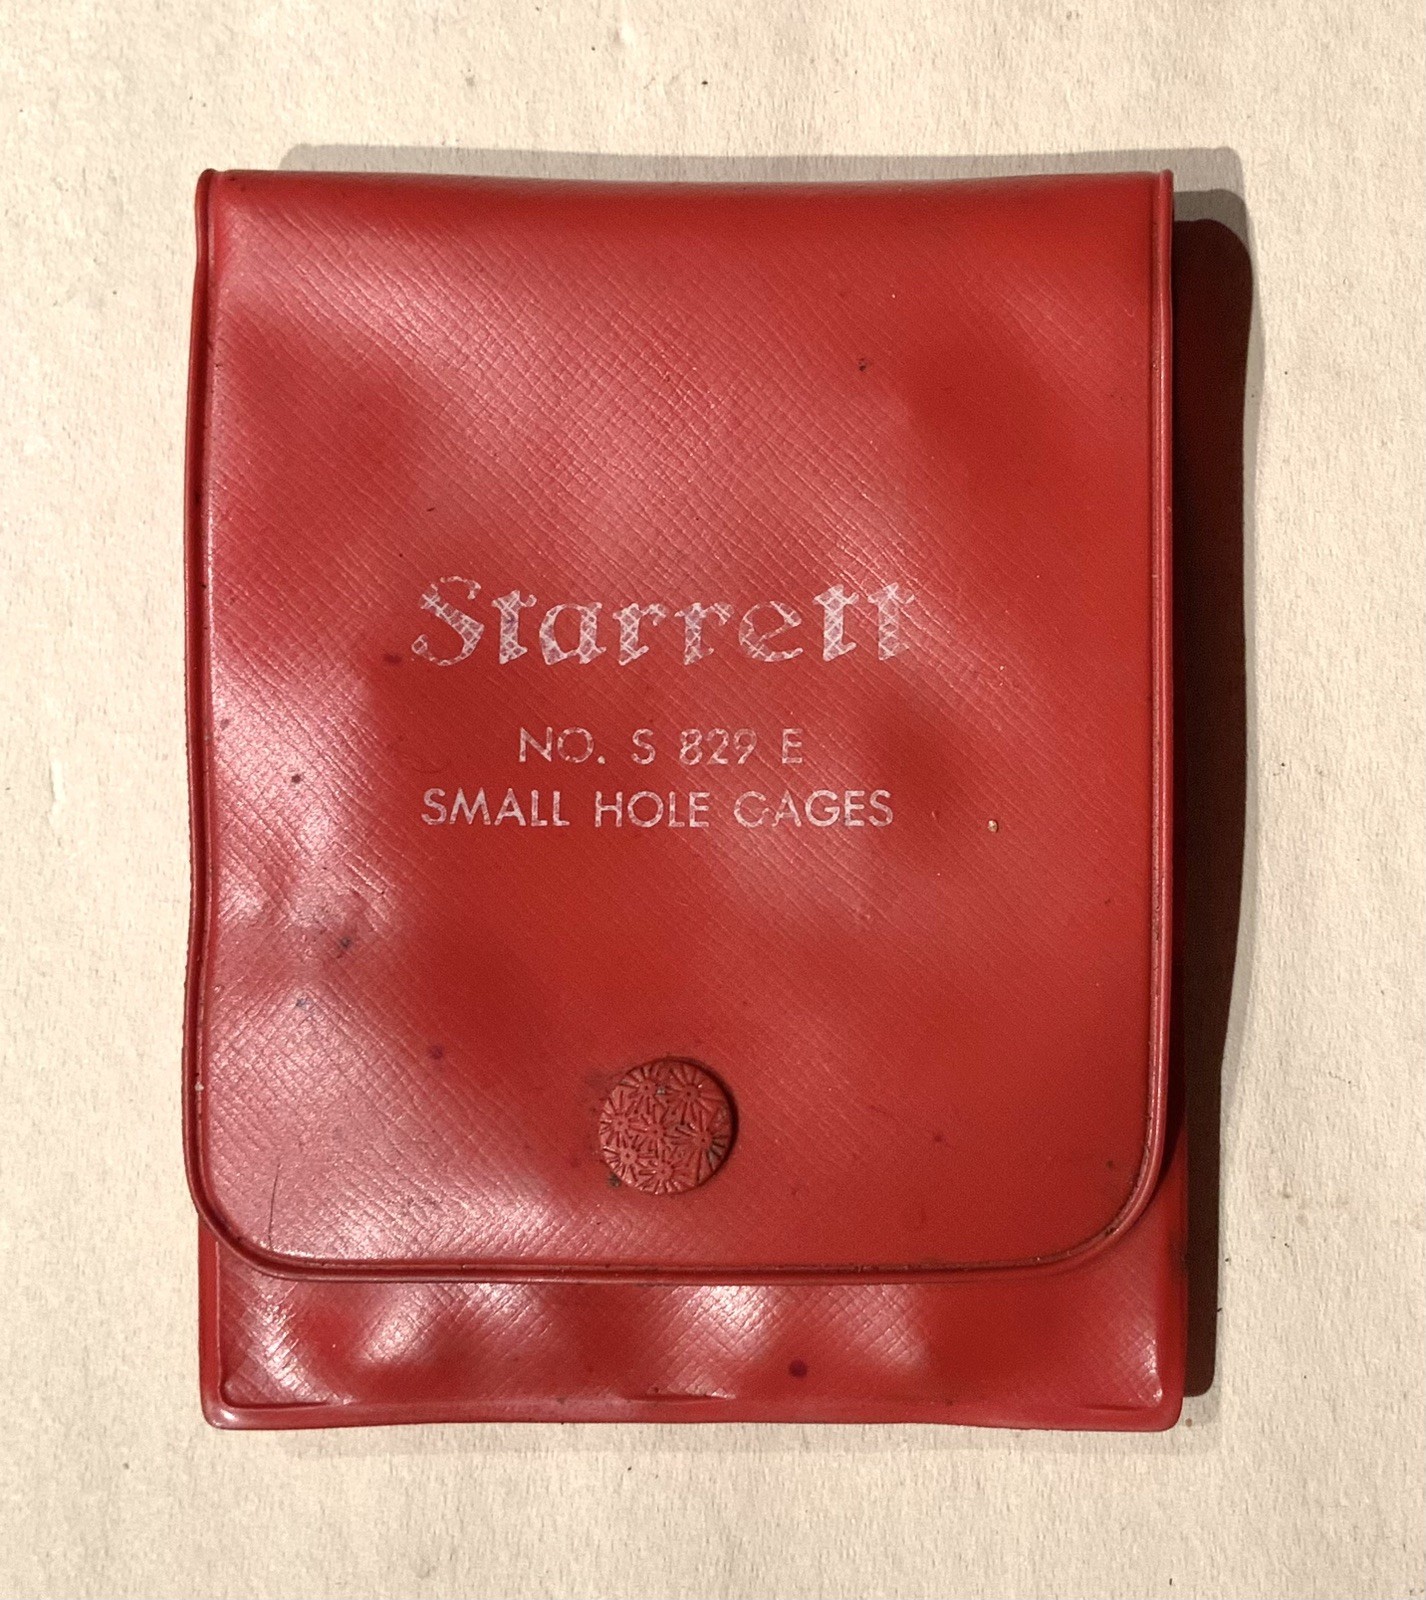 Starrett
NO. S 829 E
SMALL HOLE GAGES